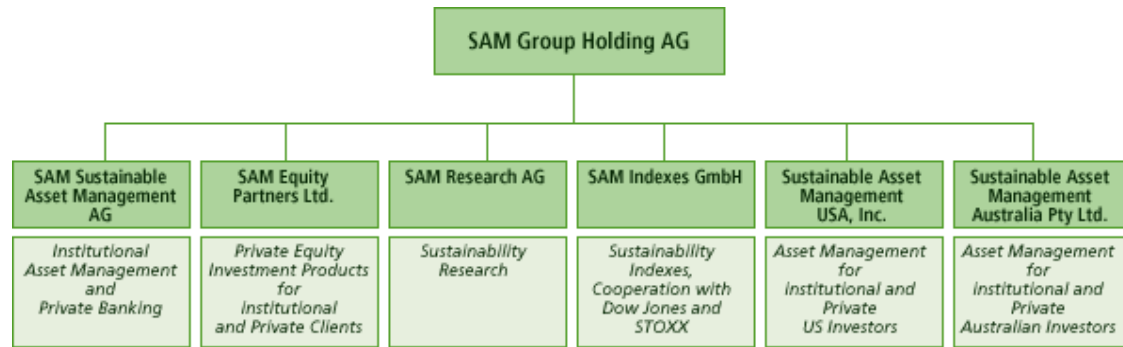 SAM Group Holding AG
SAM Sustainable
Asset Management
AG
SAM Equity
Partners Ltd.
SAM Research AG
SAM Indexes GmbH
Sustainable Asset
Management
USA, Inc.
Sustainable Asset
Management
Australia Pty Ltd.
Institutional
Asset Management
and
Private Banking
Private Equity
Investment Products
for
Institutional
and Private Clients
Sustainability
Research
Sustainability
Indexes,
Cooperation with
Dow Jones and
STOXX
Asset Management
for
Institutional and
Private
US Investors
Asset Management
for
institutional and
Private
Australian Investors